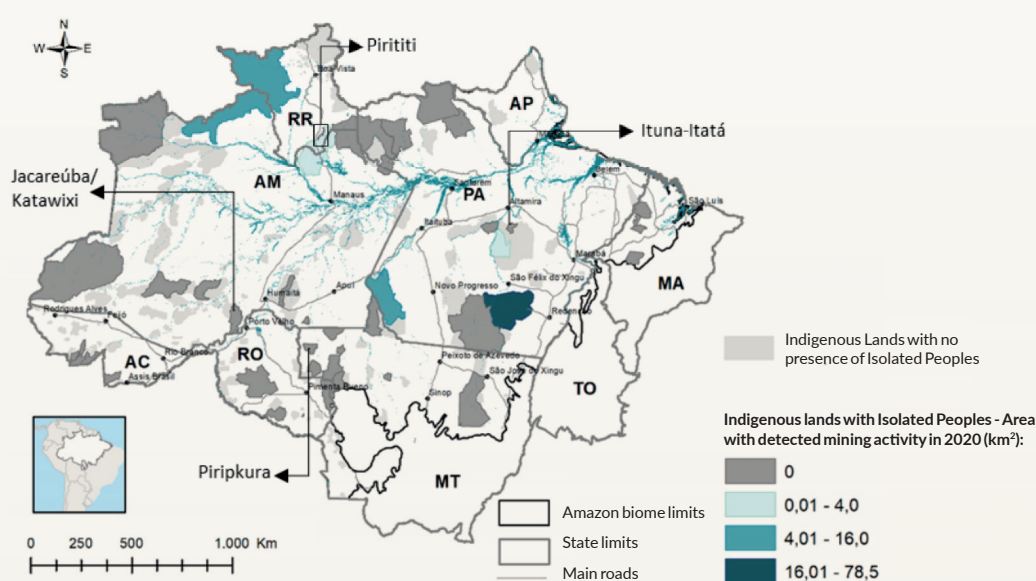 N
W E
S
Pirititi
Boa Vista
RR
AP
Ituna-Itatá
Macapá
Jacareúba/
Katawixi
AM
Manaus
Santarem
PA
Belem
São Luis
Altamira
Itaituba
Marabá
MA
São Félix do Xingu
Novo Progresso
Redenção
Humaitá
Apuí
Rodrigues Alves
Feijó
Porto Velho
Rio Branco
AC
Assis Brasil
RO
Peixoto de Azevedo
São José do Xingu
Pimenta Bueno
Sinop
TO
Piripkura
MT
Indigenous Lands with no
presence of Isolated Peoples
Indigenous lands with Isolated Peoples - Area
with detected mining activity in 2020 (km²):
0
0,01 - 4,0
4,01 - 16,0
16,01 - 78,5
Amazon biome limits
State limits
Main roads
0 250 500 1.000 Km